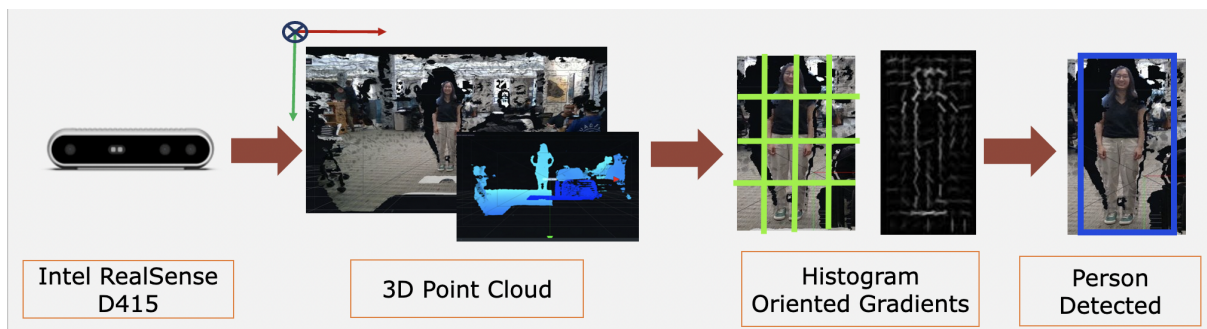 Intel RealSense
D415
3D Point Cloud
Histogram
Oriented Gradients
Person
Detected